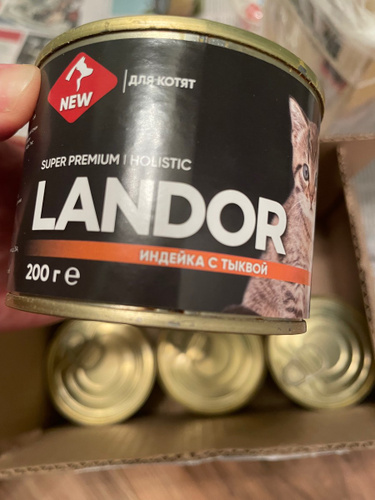 NEW
ДЛЯ КОТЯТ
SUPER PREMIUM | HOLISTIC
LANDOR
ИНДЕЙКА С ТЫКВОЙ
200 г е